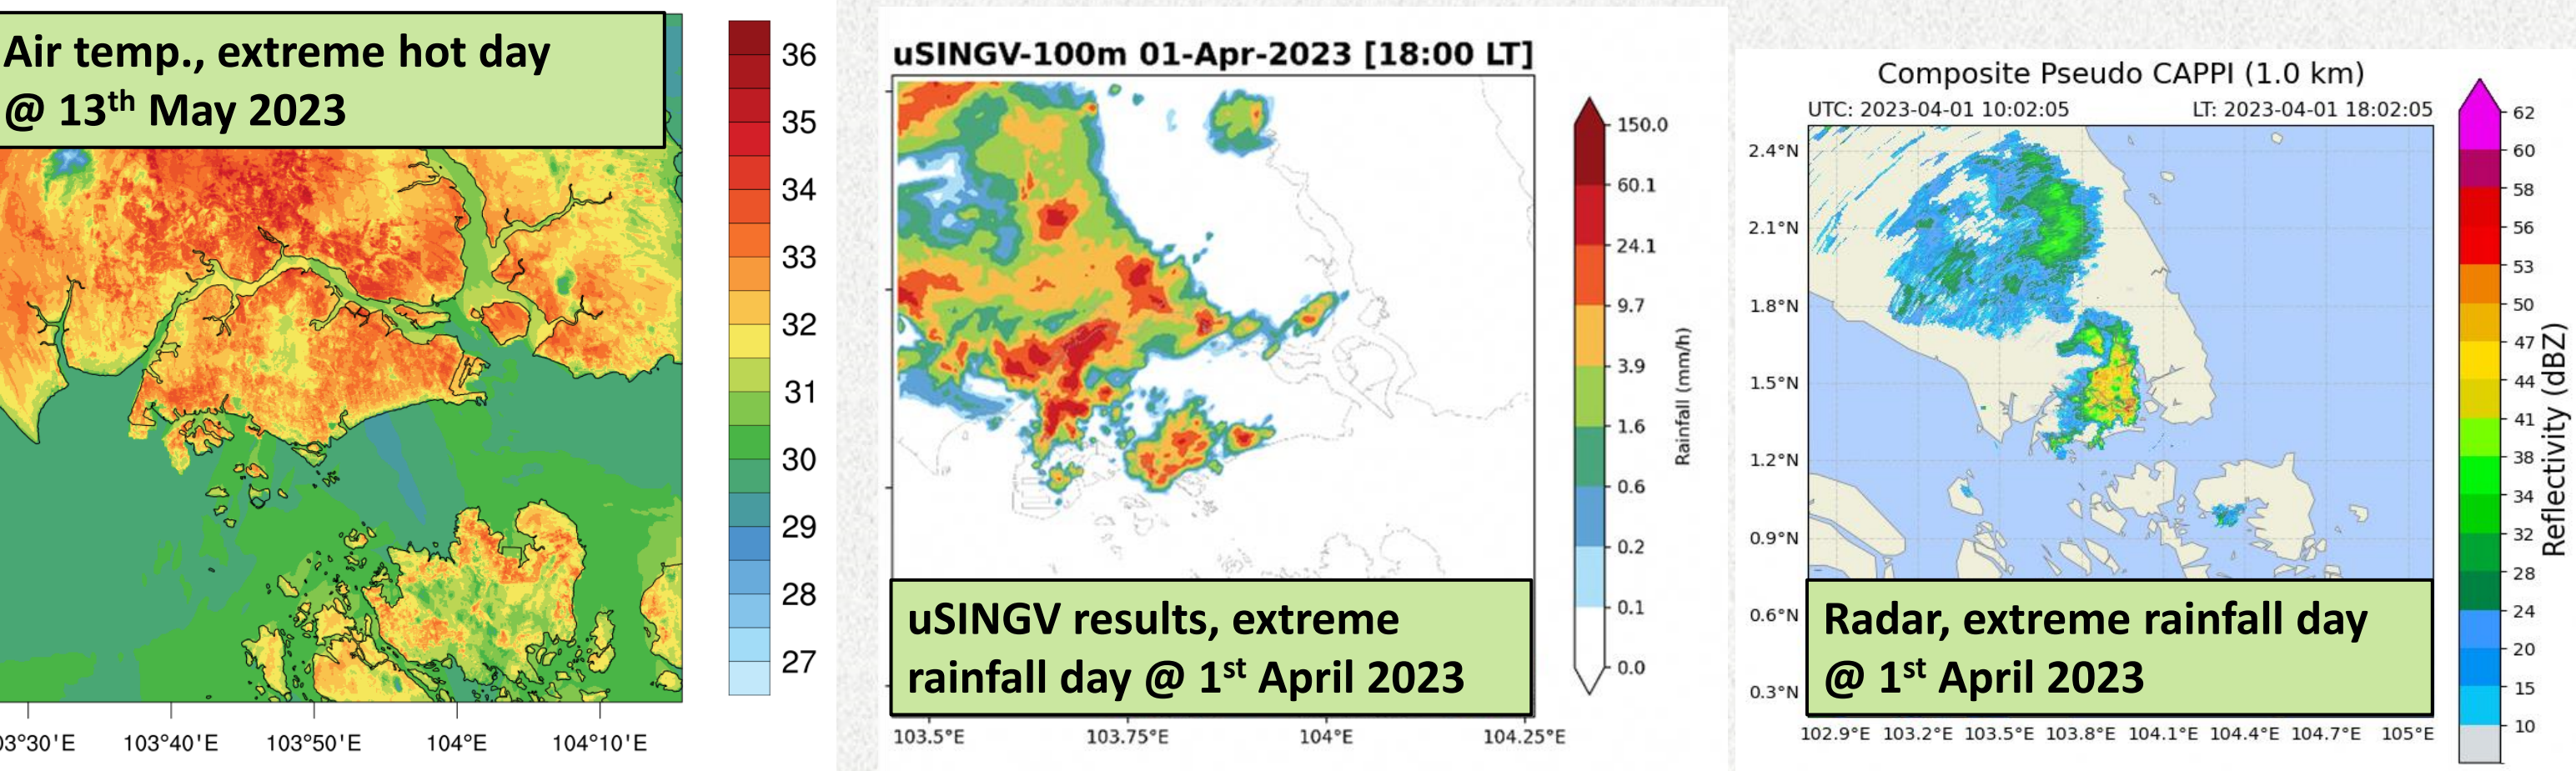 Air temp., extreme hot day
@ 13th May 2023
36
35
34
33
32
31
30
29
28
27
03°30'E 103°40'E 103°50'E 104°E 104°10'E
uSINGV-100m 01-Apr-2023 [18:00 LT]
150.0
60.1
24.1
9.7
3.9
1.6
0.6
0.2
0.1
0.0
Rainfall (mm/h)
uSINGV results, extreme
rainfall day @ 1st April 2023
103.5°E 103.75°E 104°E 104.25°E
Composite Pseudo CAPPI (1.0 km)
UTC: 2023-04-01 10:02:05 LT: 2023-04-01 18:02:05
2.4°N
2.1°N
1.8°N
1.5°N
1.2°N
0.9°N
0.6°N
0.3°N
Radar, extreme rainfall day
@ 1st April 2023
102.9°E 103.2°E 103.5°E 103.8°E 104.1°E 104.4°E 104.7°E 105°E
62
60
58
56
53
50
47
44
41
38
34
32
28
24
20
15
10
Reflectivity (dBZ)